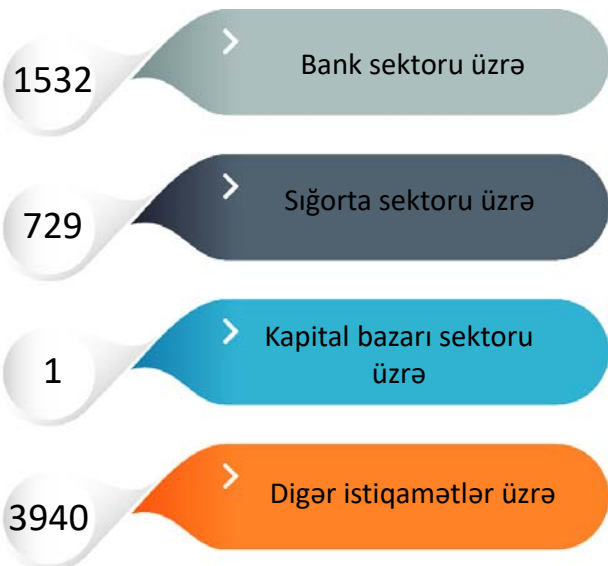 1532
Bank sektoru üzrə
729
Sığorta sektoru üzrə
1
Kapital bazarı sektoru
üzrə
3940
Digər istiqamətlər üzrə